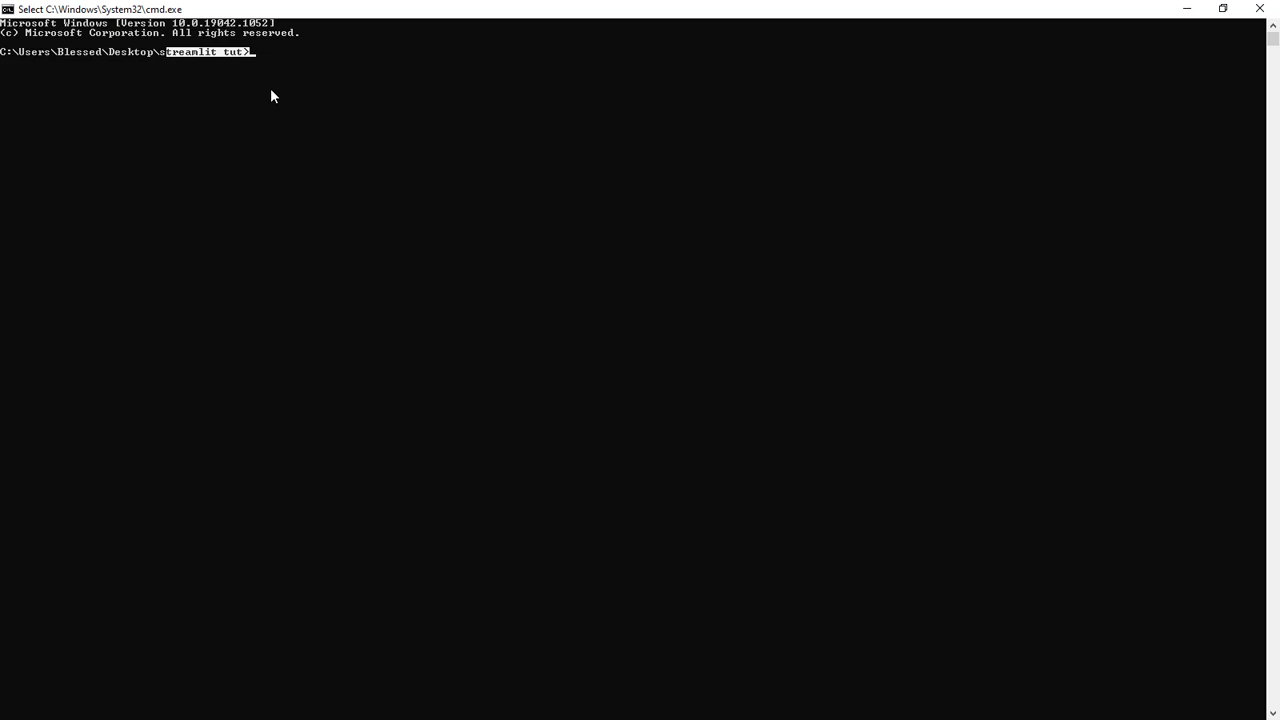 Select C:\Windows\System32\cmd.exe
Microsoft Windows [Version 10.0.19042.1052]
(c) Microsoft Corporation. All rights reserved.
C:\Users\Blessed\Desktop\streamlit tut>